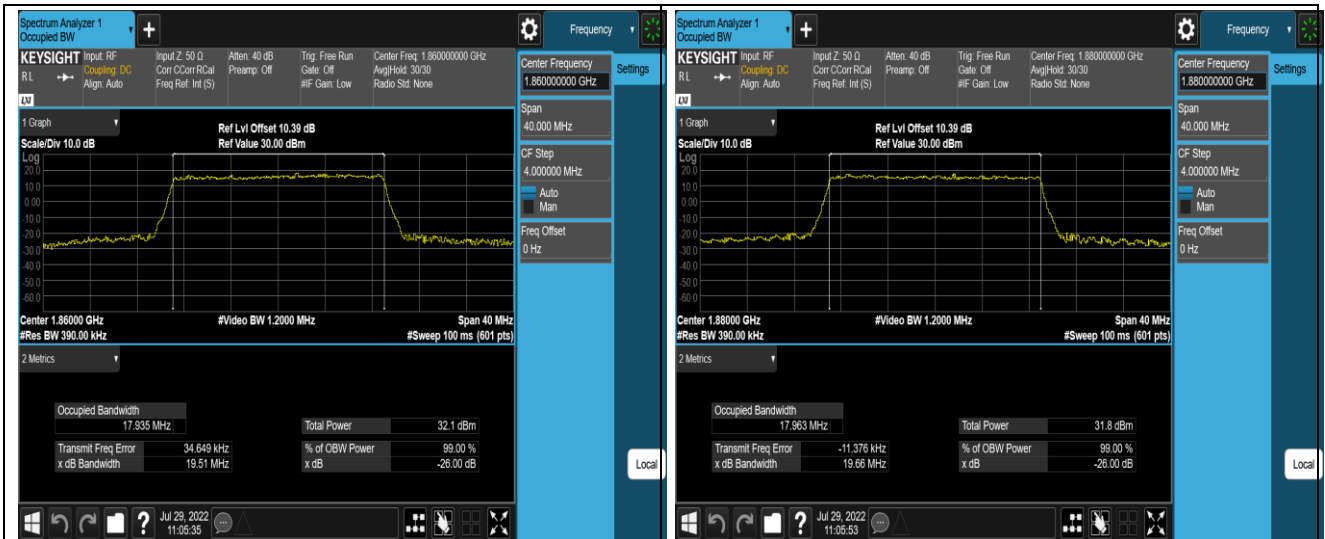 Spectrum Analyzer 1
Occupied BW
+
Frequency
KEYSIGHT
R L
LXI
Input: RF
Coupling: DC
Align: Auto
Input Z: 50 Ω
Corr CCorr RCal
Freq Ref: Int (S)
Atten: 40 dB
Preamp: Off
Trig: Free Run
Gate: Off
#IF Gain: Low
Center Freq: 1.860000000 GHz
Avg|Hold: 30/30
Radio Std: None
Center Frequency
1.860000000 GHz
Settings
Span
40.000 MHz
CF Step
4.000000 MHz
Auto
Man
Freq Offset
0 Hz
1 Graph
Ref Lvl Offset 10.39 dB
Scale/Div 10.0 dB
Ref Value 30.00 dBm
Log
20.0
10.0
0.00
-10.0
-20.0
-30.0
-40.0
-50.0
-60.0
Center 1.86000 GHz
#Video BW 1.2000 MHz
Span 40 MHz
#Res BW 390.00 kHz
#Sweep 100 ms (601 pts)
2 Metrics
Occupied Bandwidth
17.935 MHz
Total Power 32.1 dBm
Transmit Freq Error 34.649 kHz
% of OBW Power 99.00 %
x dB Bandwidth 19.51 MHz
x dB -26.00 dB
Local
?
Jul 29, 2022
11:05:35
Spectrum Analyzer 1
Occupied BW
+
Frequency
KEYSIGHT
R L
LXI
Input: RF
Coupling: DC
Align: Auto
Input Z: 50 Ω
Corr CCorr RCal
Freq Ref: Int (S)
Atten: 40 dB
Preamp: Off
Trig: Free Run
Gate: Off
#IF Gain: Low
Center Freq: 1.880000000 GHz
Avg|Hold: 30/30
Radio Std: None
Center Frequency
1.880000000 GHz
Settings
Span
40.000 MHz
CF Step
4.000000 MHz
Auto
Man
Freq Offset
0 Hz
1 Graph
Ref Lvl Offset 10.39 dB
Scale/Div 10.0 dB
Ref Value 30.00 dBm
Log
20.0
10.0
0.00
-10.0
-20.0
-30.0
-40.0
-50.0
-60.0
Center 1.88000 GHz
#Video BW 1.2000 MHz
Span 40 MHz
#Res BW 390.00 kHz
#Sweep 100 ms (601 pts)
2 Metrics
Occupied Bandwidth
17.963 MHz
Total Power 31.8 dBm
Transmit Freq Error -11.376 kHz
% of OBW Power 99.00 %
x dB Bandwidth 19.66 MHz
x dB -26.00 dB
Local
?
Jul 29, 2022
11:05:53